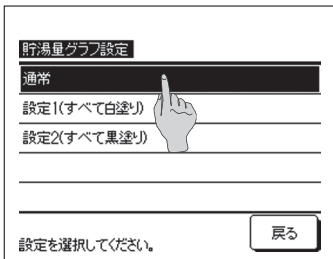 貯湯量グラフ設定
通常
設定1(すべて白塗り)
設定2(すべて黒塗り)
設定を選択してください。
戻る